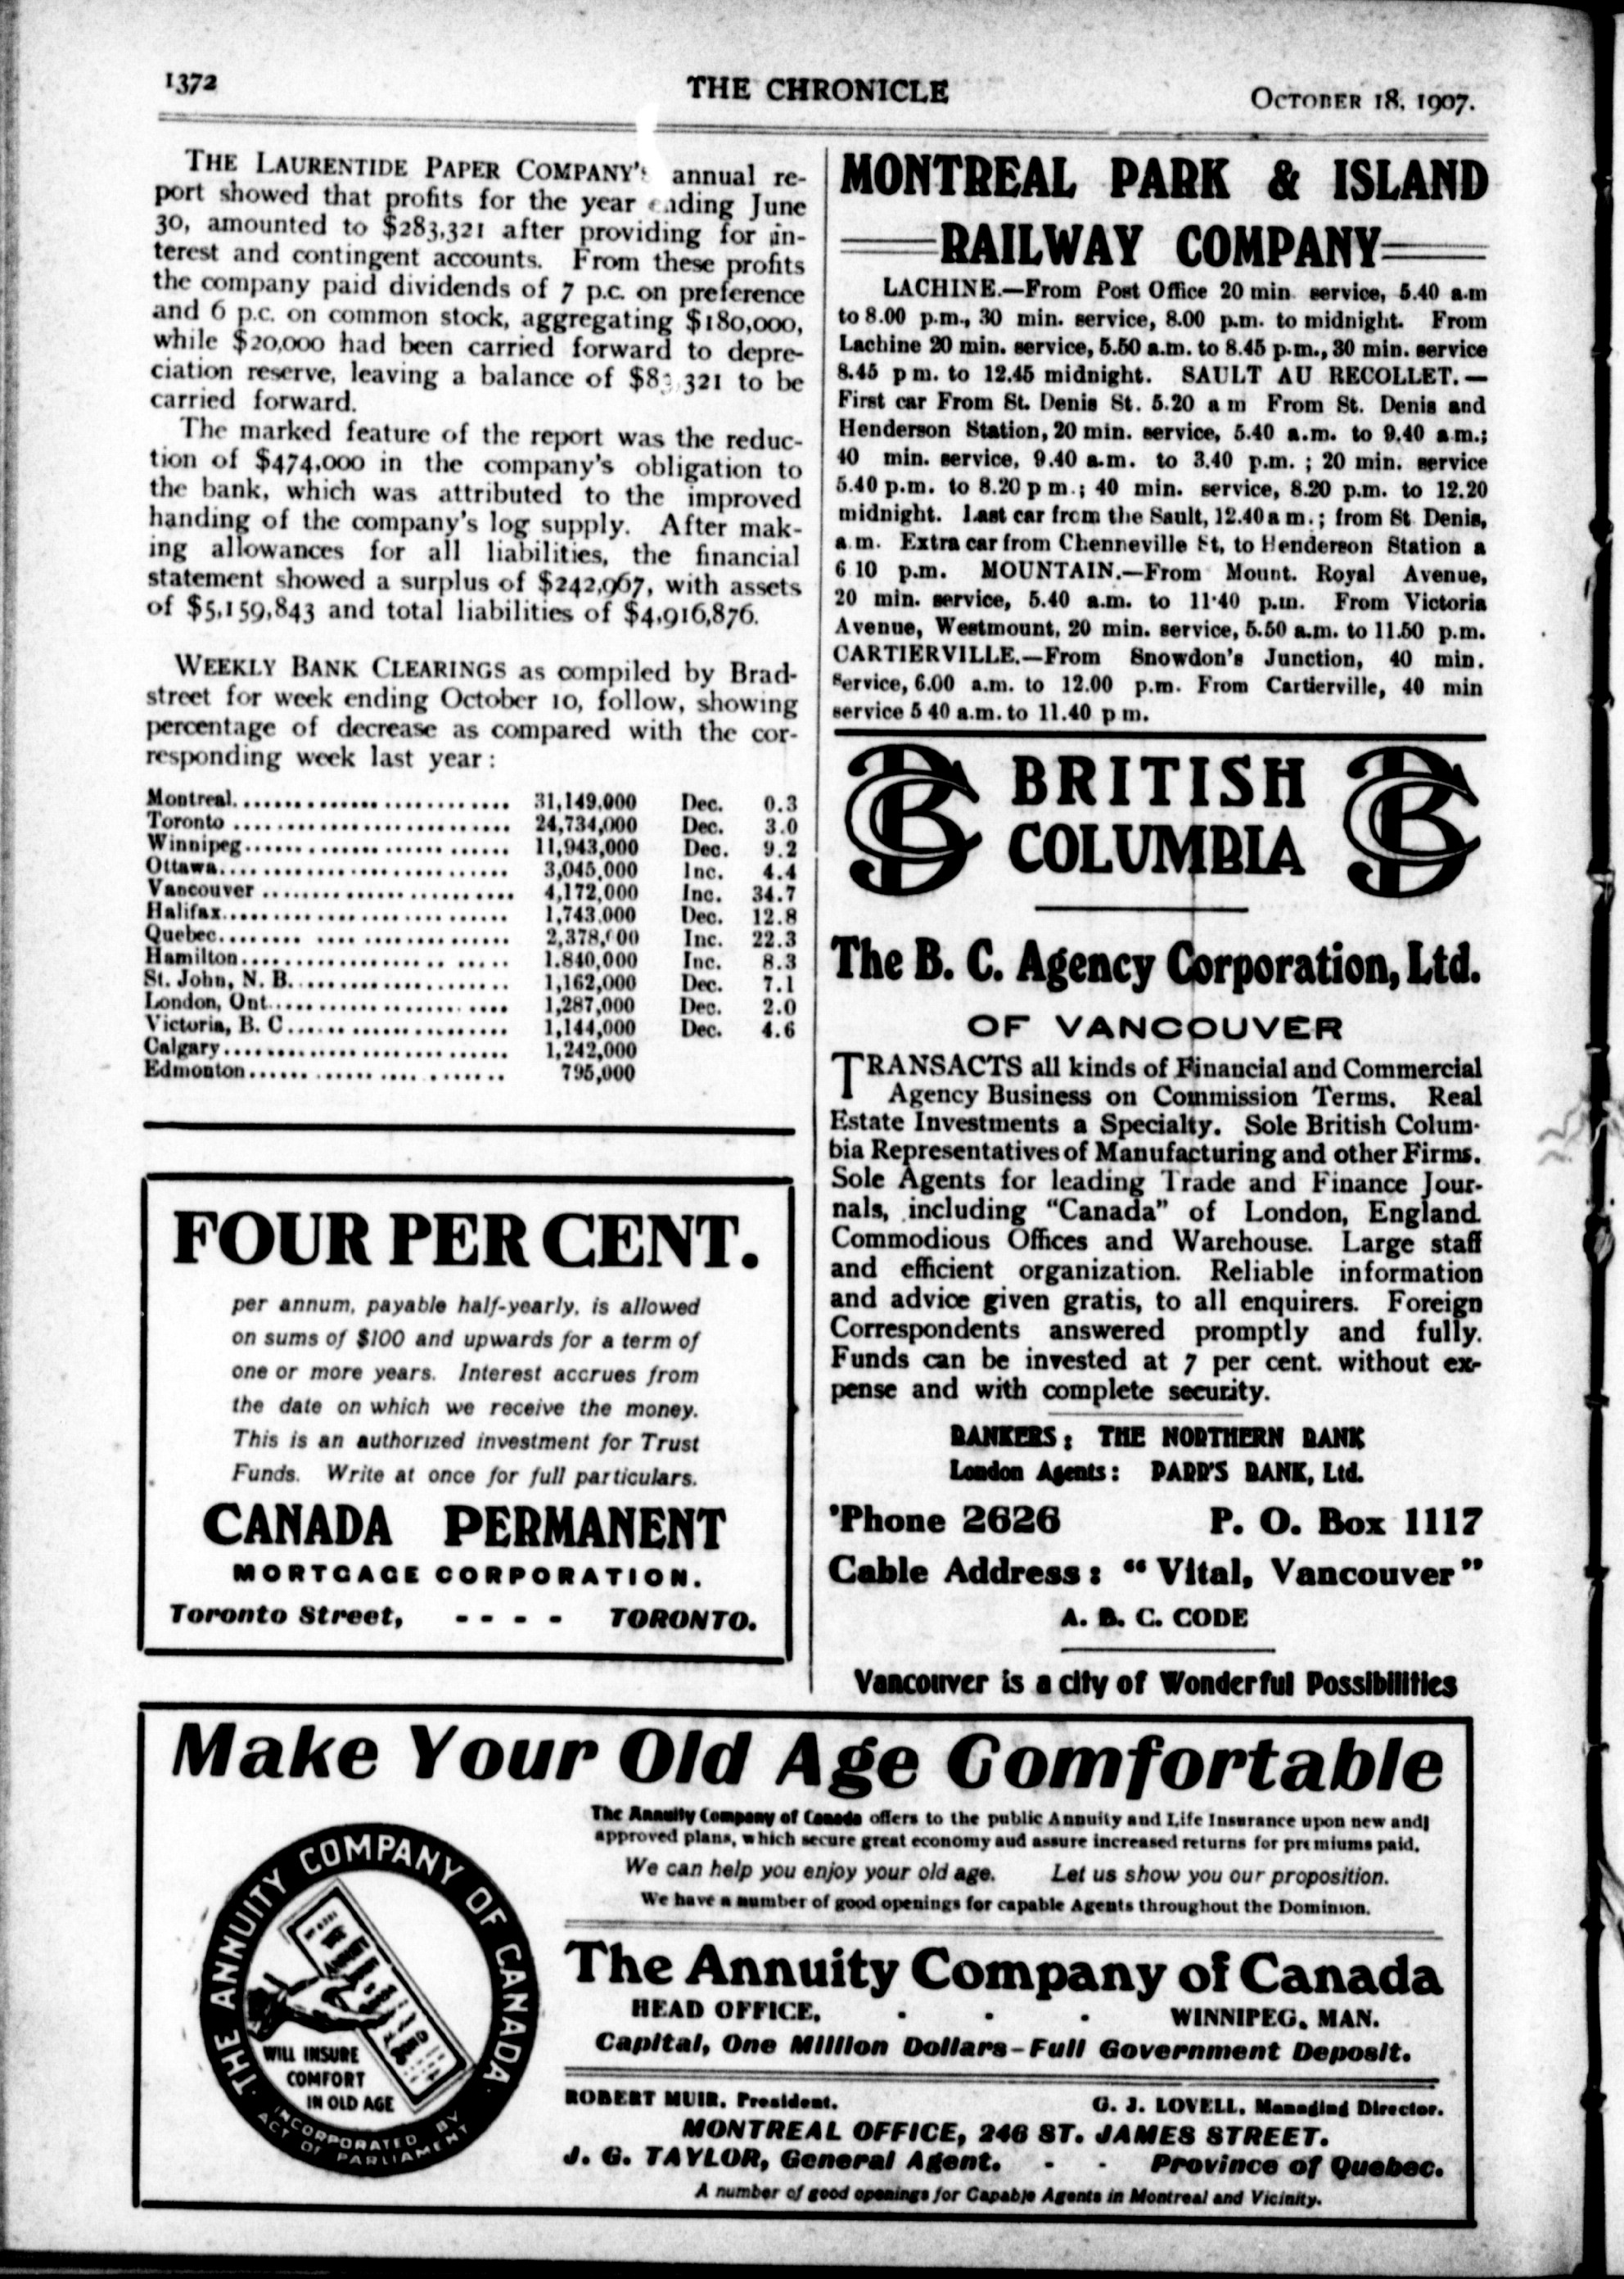 1372
THE CHRONICLE
OCTOBER 18, 1907.
THE LAURENTIDE PAPER COMPANY'S annual re-
port showed that profits for the year ending June
30, amounted to $283,321 after providing for in-
terest and contingent accounts. From these profits
the company paid dividends of 7 p.c. on preference
and 6 p.c. on common stock, aggregating $180,000,
while $20,000 had been carried forward to depre-
ciation reserve, leaving a balance of to be
carried forward.
The marked feature of the report was the reduc-
tion of $474,000 in the company's obligation to
the bank, which was attributed to the improved
handing of the company's log supply. After mak-
ing allowances for all liabilities, the financial
statement showed a surplus of $242,967, with assets
of $5,159,843 and total liabilities of $4,916,876.
WEEKLY BANK CLEARINGS as compiled by Brad-
street for week ending October 10, follow, showing
percentage of decrease as compared with the cor-
responding week last year:
Montreal 31,149,000 Dec. 0.3
Toronto 24,734,000 Dec. 3.0
Winnipeg 11,943,000 Dec. 9.2
Ottawa 3,045,000 Inc. 4.4
Vancouver 4,172,000 Inc. 34.7
Halifax 1,743,000 Dec. 12.8
Quebec 2,378,000 Inc. 22.3
Hamilton 1.840,000 Inc. 8.3
St. John, N. B. 1,162,000 Dec. 7.1
London, Ont 1,287,000 Dec. 2.0
Victoria, B. C 1,144,000 Dec. 4.6
Calgary 1,242,000
Edmonton 795,000
FOUR PER CENT.
per annum, payable half-yearly, is allowed
on sums of $100 and upwards for a term of
one or more years. Interest accrues from
the date on which we receive the money.
This is an authorized investment for Trust
Funds. Write at once for full particulars.
CANADA PERMANENT
MORTGAGE CORPORATION.
Toronto Street, - - - - TORONTO.
MONTREAL PARK & ISLAND
RAILWAY COMPANY
LACHINE.—From Post Office 20 min. service, 5.40 a.m
to 8.00 p.m., 30 min. service, 8.00 p.m. to midnight. From
Lachine 20 min. service, 5.50 a.m. to 8.45 p.m., 30 min. service
8.45 p m. to 12.45 midnight. SAULT AU RECOLLET.—
First car From St. Denis St. 5.20 a m From St. Denis and
Henderson Station, 20 min. service, 5.40 a.m. to 9.40 a.m.;
40 min. service, 9.40 a.m. to 3.40 p.m. ; 20 min. service
5.40 p.m. to 8.20 p m.; 40 min. service, 8.20 p.m. to 12.20
midnight. Last car from the Sault, 12.40 a m.; from St Denis,
a.m. Extra car from Chenneville St, to Henderson Station a
6 10 p.m. MOUNTAIN.—From Mount. Royal Avenue,
20 min. service, 5.40 a.m. to 11·40 p.m. From Victoria
Avenue, Westmount, 20 min. service, 5.50 a.m. to 11.50 p.m.
CARTIERVILLE.—From Snowdon's Junction, 40 min.
service, 6.00 a.m. to 12.00 p.m. From Cartierville, 40 min
service 5 40 a.m. to 11.40 p m.
BRITISH
COLUMBIA
The B. C. Agency Corporation, Ltd.
OF VANCOUVER
TRANSACTS all kinds of Financial and Commercial
Agency Business on Commission Terms. Real
Estate Investments a Specialty. Sole British Colum-
bia Representatives of Manufacturing and other Firms.
Sole Agents for leading Trade and Finance Jour-
nals, including "Canada" of London, England
Commodious Offices and Warehouse. Large staff
and efficient organization. Reliable information
and advice given gratis, to all enquirers. Foreign
Correspondents answered promptly and fully.
Funds can be invested at 7 per cent. without ex-
pense and with complete security.
BANKERS: THE NORTHERN BANK
London Agents: PARR'S BANK, Ltd.
'Phone 2626 P. O. Box 1117
Cable Address: "Vital, Vancouver"
A. B. C. CODE
Vancouver is a city of Wonderful Possibilities
Make Your Old Age Comfortable
The Annuity Company of Canada offers to the public Annuity and Life Insurance upon new and
approved plans, which secure great economy aud assure increased returns for premiums paid.
We can help you enjoy your old age. Let us show you our proposition.
We have a number of good openings for capable Agents throughout the Dominion.
THE ANNUITY COMPANY OF CANADA
WILL INSURE
COMFORT
IN OLD AGE
INCORPORATED BY
ACT OF PARLIAMENT
The Annuity Company of Canada
HEAD OFFICE, . . . WINNIPEG, MAN.
Capital, One Million Dollars–Full Government Deposit.
ROBERT MUIR, President. G. J. LOVELL, Managing Director.
MONTREAL OFFICE, 246 ST. JAMES STREET.
J. G. TAYLOR, General Agent. - - Province of Quebec.
A number of good openings for Capable Agents in Montreal and Vicinity.